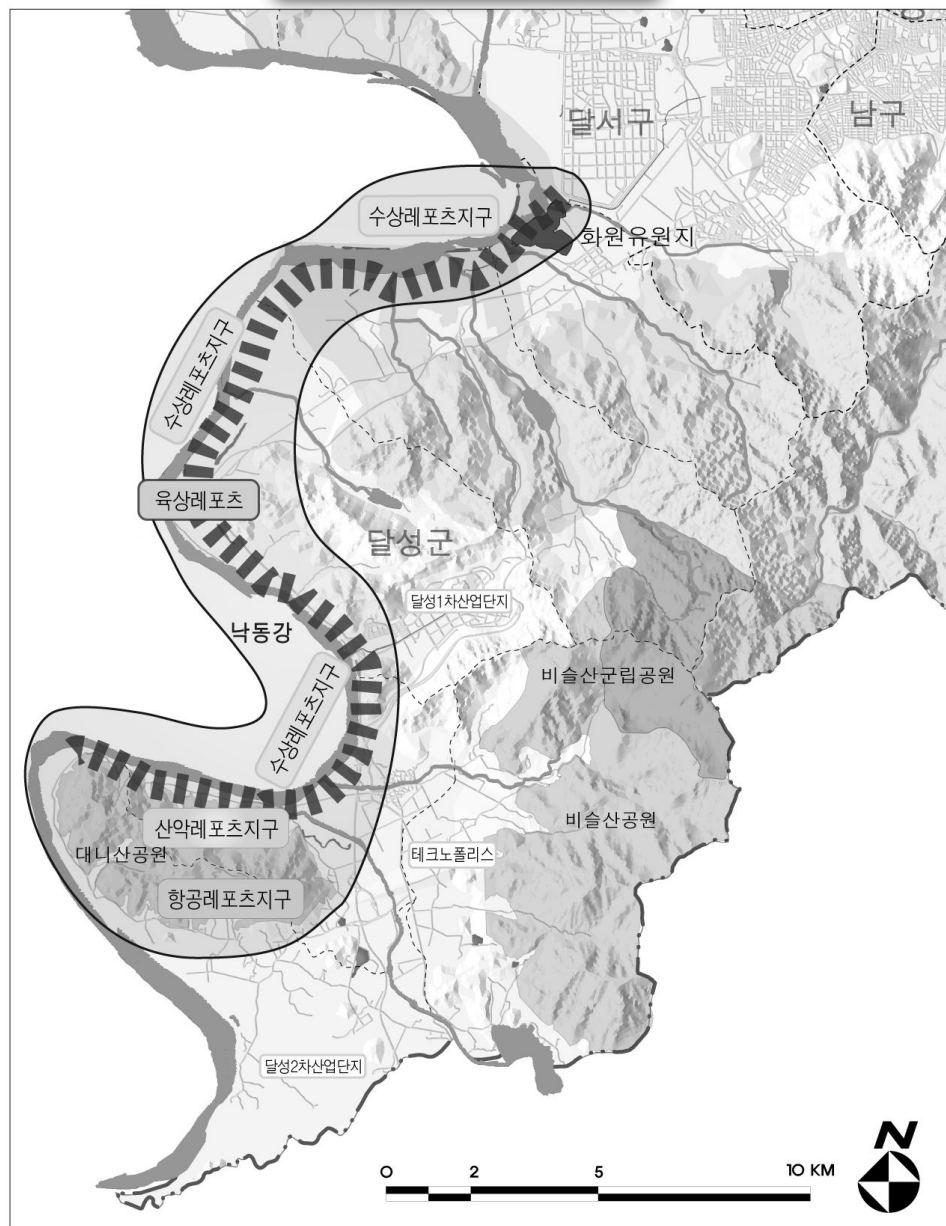 달서구
남구
수상레포츠지구
화원유원지
수상레포츠지구
육상레포츠
달성군
달성1차산업단지
낙동강
비슬산군립공원
수상레포츠지구
산악레포츠지구
비슬산공원
대니산공원
테크노폴리스
항공레포츠지구
달성2차산업단지
N
0 2 5 10 KM